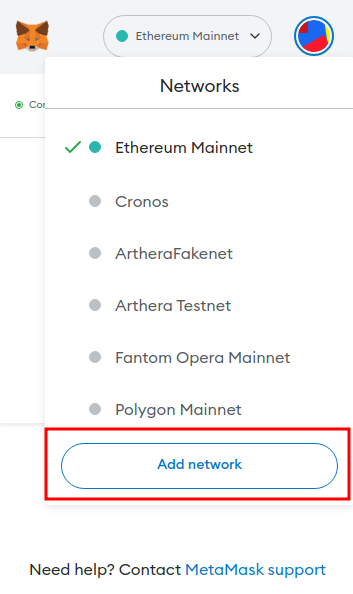 Ethereum Mainnet
Networks
Ethereum Mainnet
Cronos
ArtheraFakenet
Arthera Testnet
Fantom Opera Mainnet
Polygon Mainnet
Add network
Need help? Contact MetaMask support